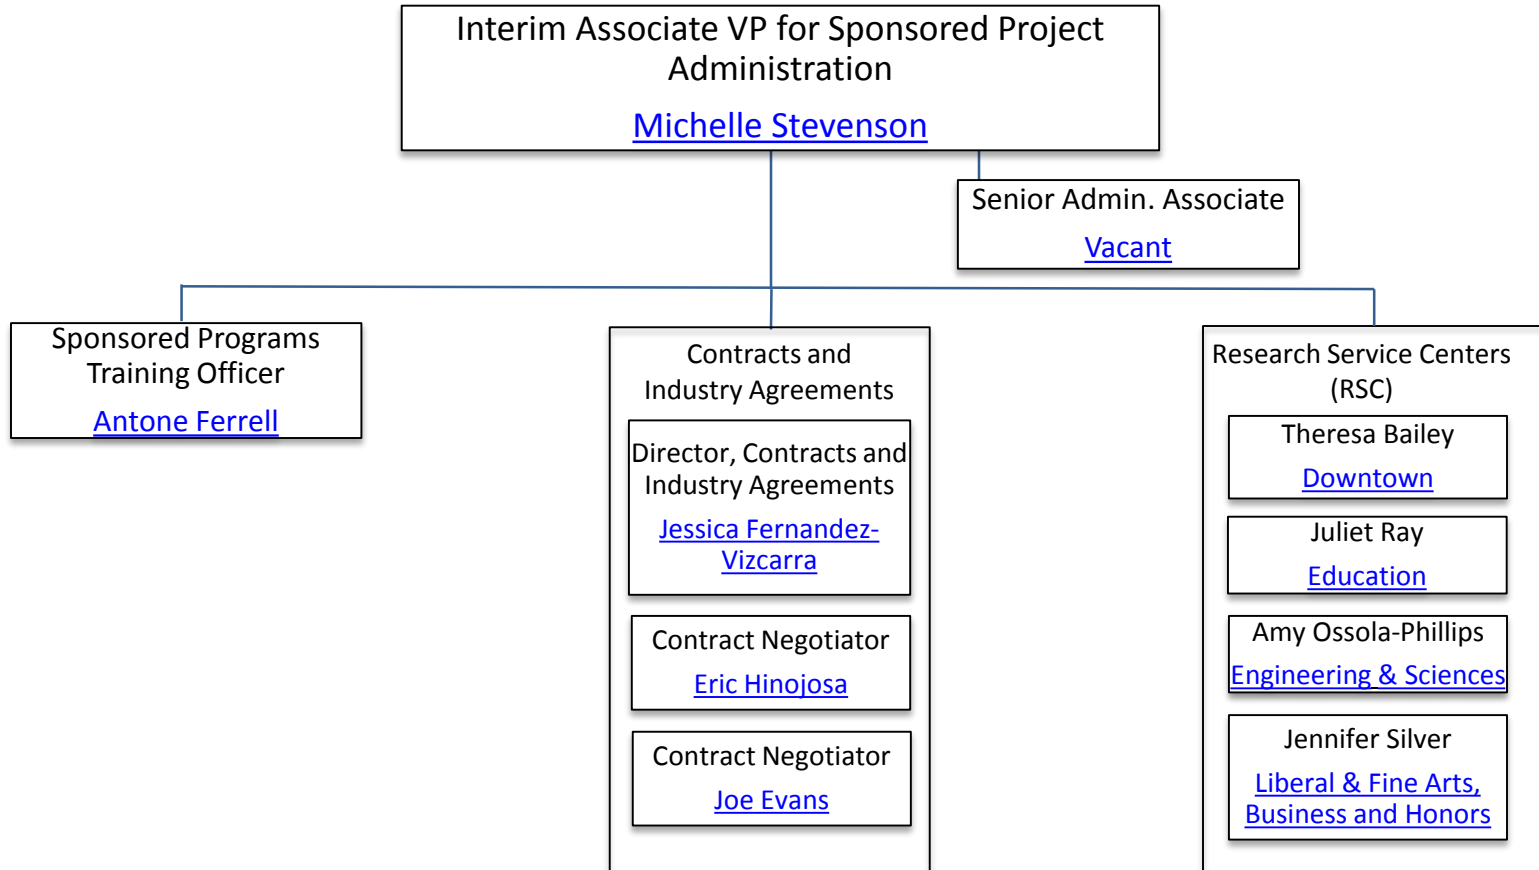 Interim Associate VP for Sponsored Project
Administration
Michelle Stevenson
Senior Admin. Associate
Vacant
Sponsored Programs
Training Officer
Antone Ferrell
Contracts and
Industry Agreements
Director, Contracts and
Industry Agreements
Jessica Fernandez-
Vizcarra
Contract Negotiator
Eric Hinojosa
Contract Negotiator
Joe Evans
Research Service Centers
(RSC)
Theresa Bailey
Downtown
Juliet Ray
Education
Amy Ossola-Phillips
Engineering & Sciences
Jennifer Silver
Liberal & Fine Arts,
Business and Honors